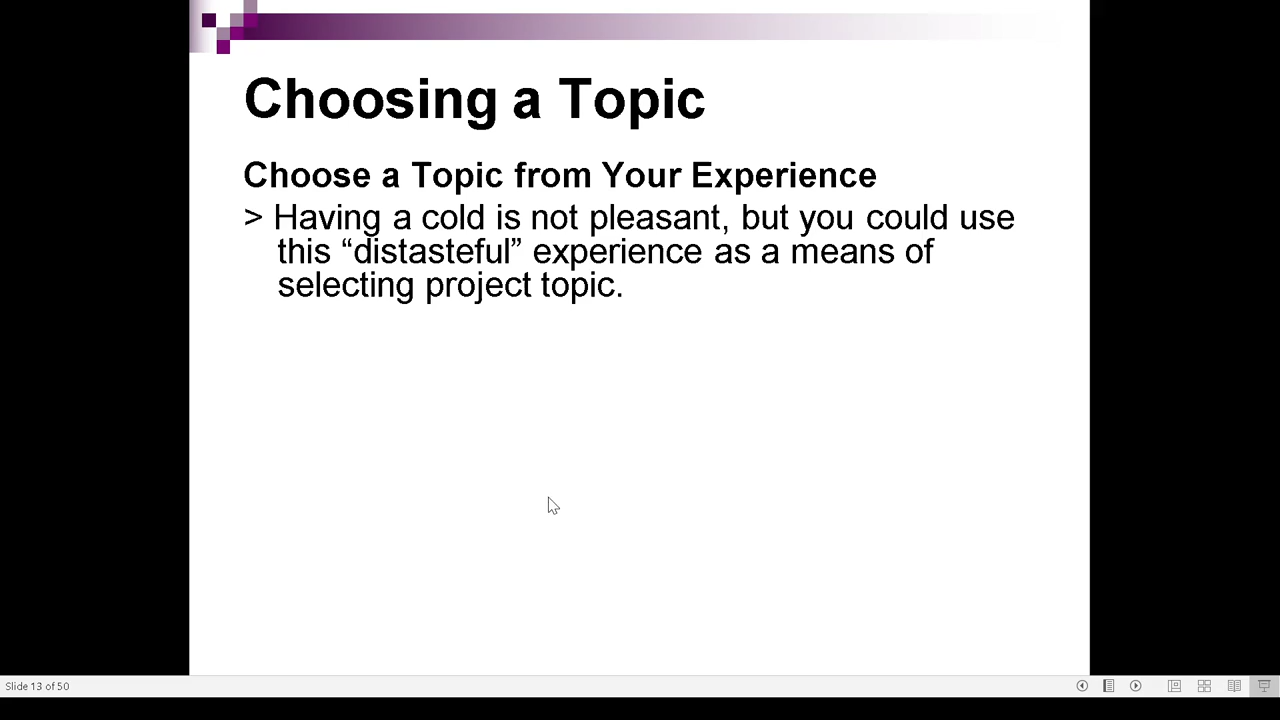 Choosing a Topic
Choose a Topic from Your Experience
> Having a cold is not pleasant, but you could use
this “distasteful” experience as a means of
selecting project topic.
Slide 13 of 50